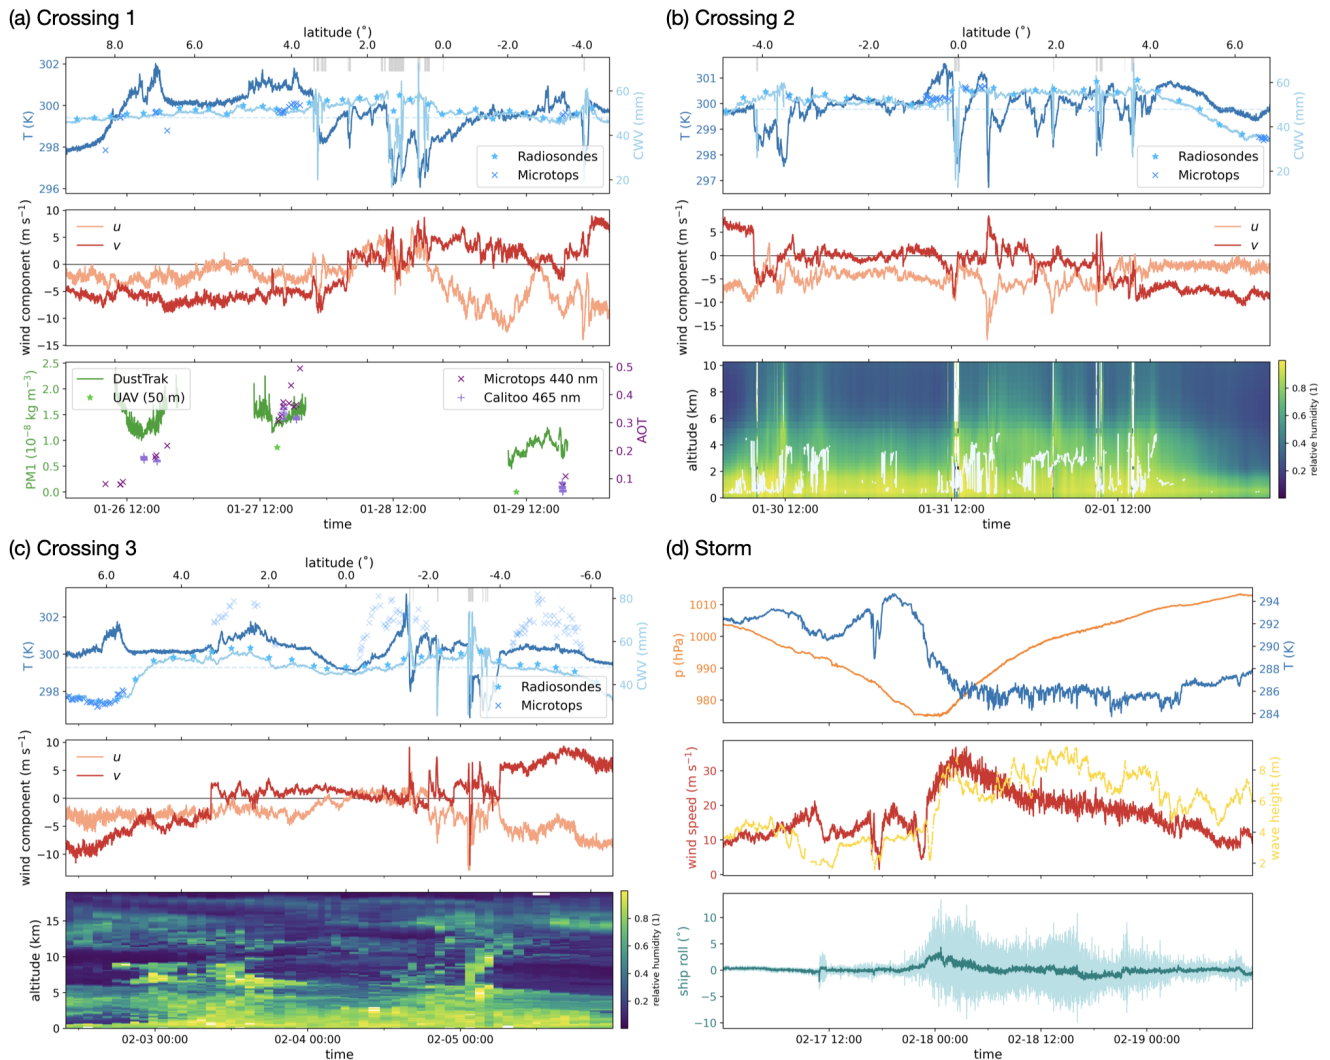 (a) Crossing 1
latitude (˚)
8.0 6.0 4.0 2.0 0.0 -2.0 -4.0
302
300
298
296
T (K)
60
40
20
CWV (mm)
Radiosondes
Microtops
10
5
0
−5
−10
−15
wind component (m s⁻¹)
u
v
2.5
2.0
1.5
1.0
0.5
0.0
PM1 (10⁻⁸ kg m⁻³)
DustTrak
UAV (50 m)
Microtops 440 nm
Calitoo 465 nm
0.5
0.4
0.3
0.2
0.1
AOT
01-26 12:00 01-27 12:00 01-28 12:00 01-29 12:00
time
(b) Crossing 2
latitude (˚)
-4.0 -2.0 0.0 2.0 4.0 6.0
301
300
299
298
297
T (K)
60
40
20
CWV (mm)
Radiosondes
Microtops
5
0
−5
−10
−15
wind component (m s⁻¹)
u
v
10
8
6
4
2
0
altitude (km)
0.8
0.6
0.4
0.2
relative humidity (1)
01-30 12:00 01-31 12:00 02-01 12:00
time
(c) Crossing 3
latitude (˚)
6.0 4.0 2.0 0.0 -2.0 -4.0 -6.0
302
300
298
T (K)
80
60
40
CWV (mm)
Radiosondes
Microtops
10
5
0
−5
−10
wind component (m s⁻¹)
u
v
15
10
5
0
altitude (km)
0.8
0.6
0.4
0.2
relative humidity (1)
02-03 00:00 02-04 00:00 02-05 00:00
time
(d) Storm
1010
1000
990
980
p (hPa)
294
292
290
288
286
284
T (K)
30
20
10
0
wind speed (m s⁻¹)
8
6
4
2
wave height (m)
10
5
0
−5
−10
ship roll (˚)
02-17 12:00 02-18 00:00 02-18 12:00 02-19 00:00
time